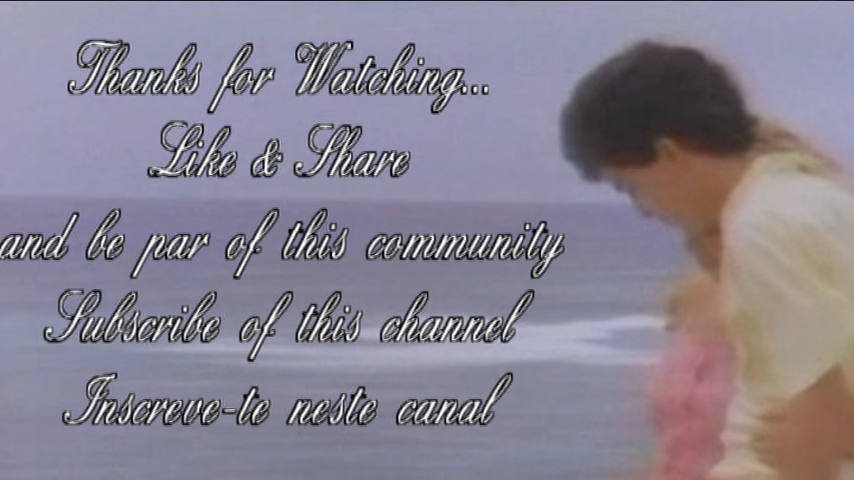 Thanks for Watching...
Like & Share
and be par of this community
Subscribe of this channel
Inscreve-te neste canal